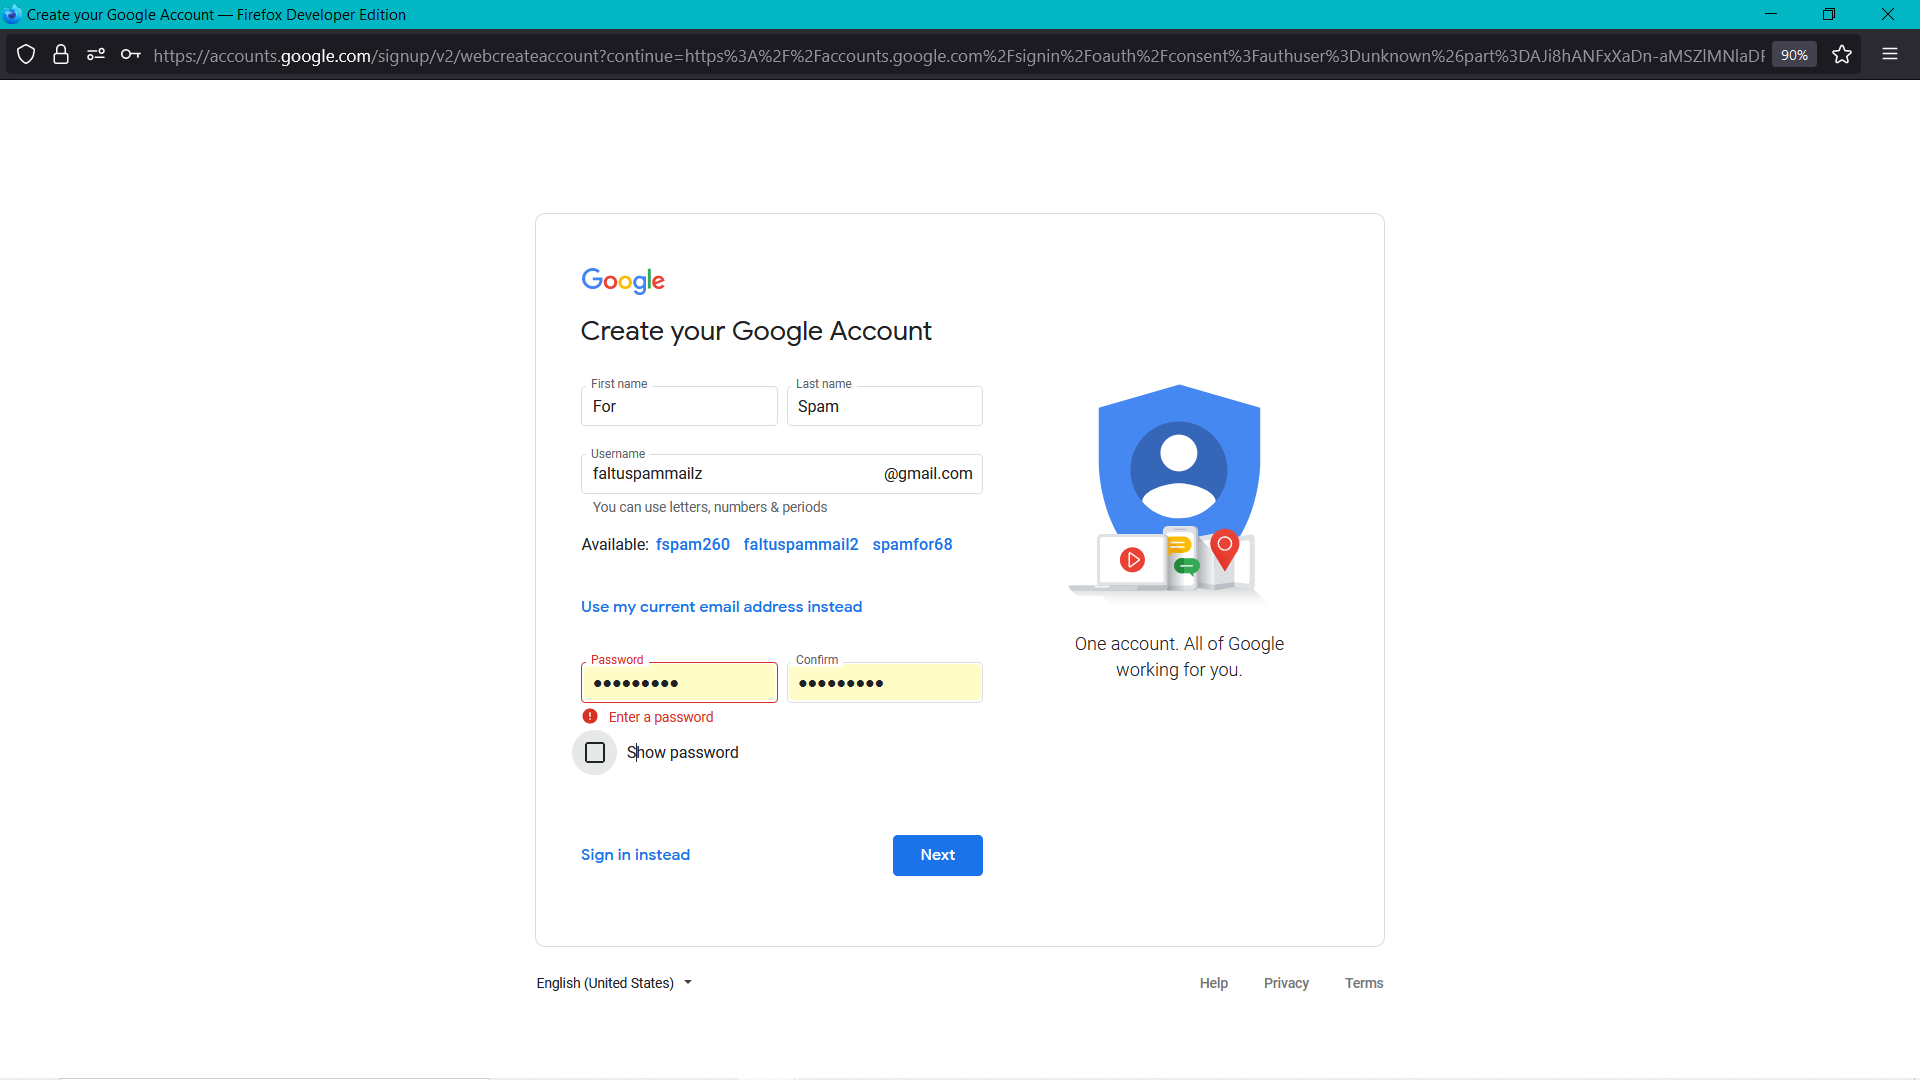 Create your Google Account — Firefox Developer Edition
https://accounts.google.com/signup/v2/webcreateaccount?continue=https%3A%2F%2Faccounts.google.com%2Fsignin%2Foauth%2Fconsent%3Fauthuser%3Dunknown%26part%3DAJi8hANFxXaDn-aMSZlMNlaDF
90%
Google
Create your Google Account
First name
Last name
For
Spam
Username
faltuspammailz
@gmail.com
You can use letters, numbers & periods
Available: fspam260 faltuspammail2 spamfor68
Use my current email address instead
Password
Confirm
Enter a password
Show password
Sign in instead
Next
One account. All of Google
working for you.
English (United States)
Help
Privacy
Terms